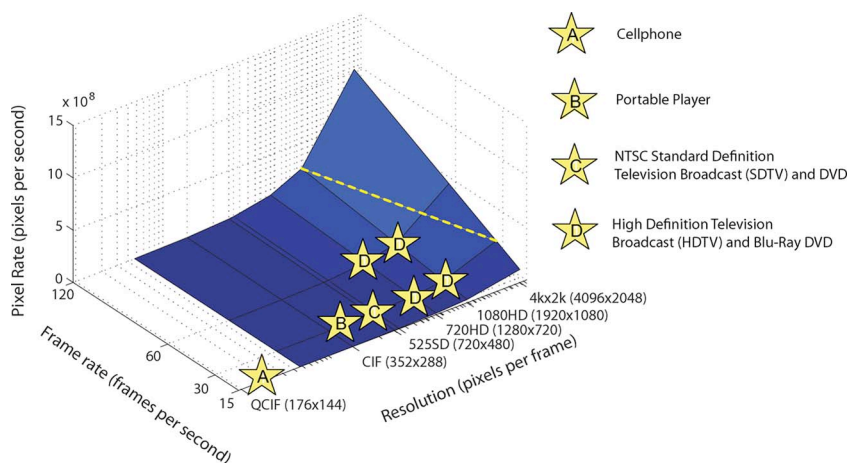 A
Cellphone
B
Portable Player
C
NTSC Standard Definition
Television Broadcast (SDTV) and DVD
D
High Definition Television
Broadcast (HDTV) and Blu-Ray DVD
Pixel Rate (pixels per second)
x 10^8
15
10
5
0
120
60
30
15
Frame rate (frames per second)
D
D
D
D
C
B
A
4kx2k (4096x2048)
1080HD (1920x1080)
720HD (1280x720)
525SD (720x480)
CIF (352x288)
QCIF (176x144)
Resolution (pixels per frame)